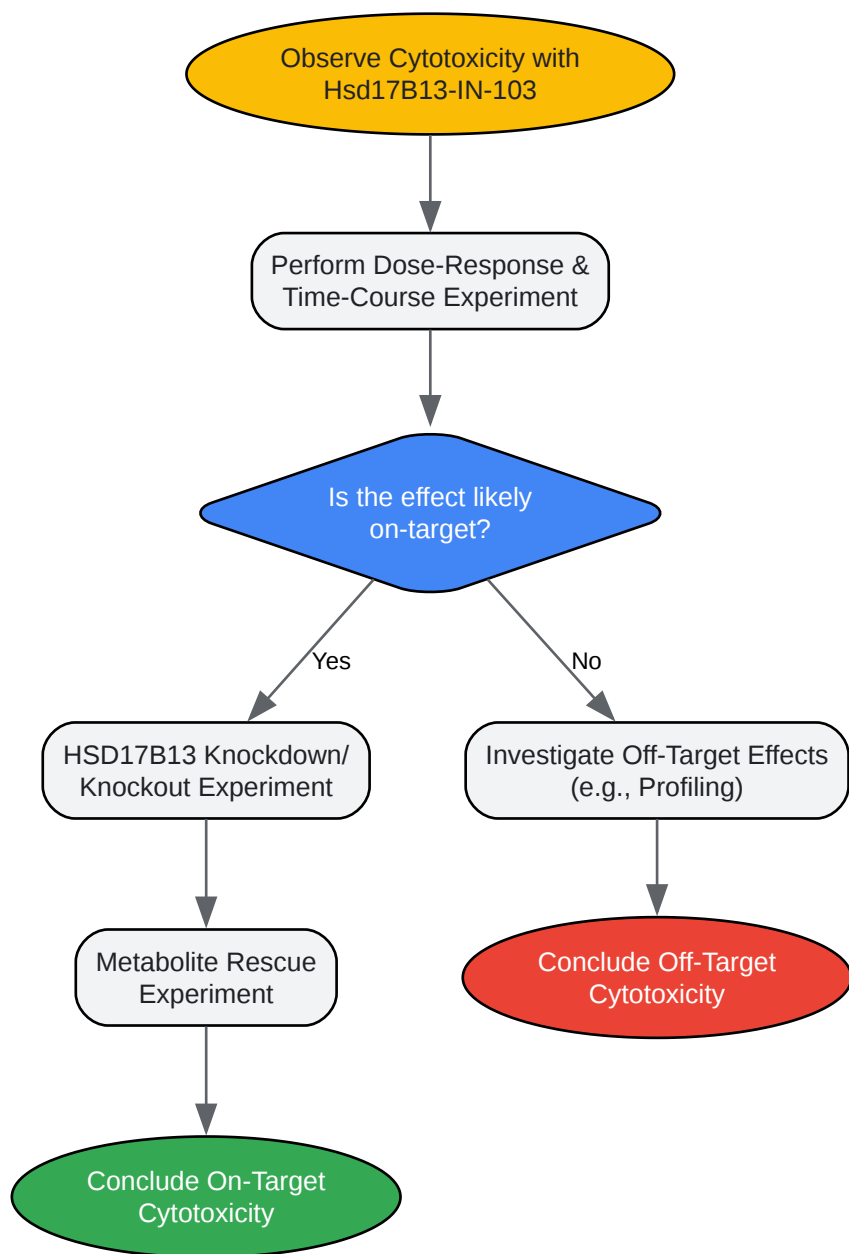 Observe Cytotoxicity with
Hsd17B13-IN-103
Perform Dose-Response &
Time-Course Experiment
Is the effect likely
on-target?
Yes
No
HSD17B13 Knockdown/
Knockout Experiment
Investigate Off-Target Effects
(e.g., Profiling)
Metabolite Rescue
Experiment
Conclude Off-Target
Cytotoxicity
Conclude On-Target
Cytotoxicity